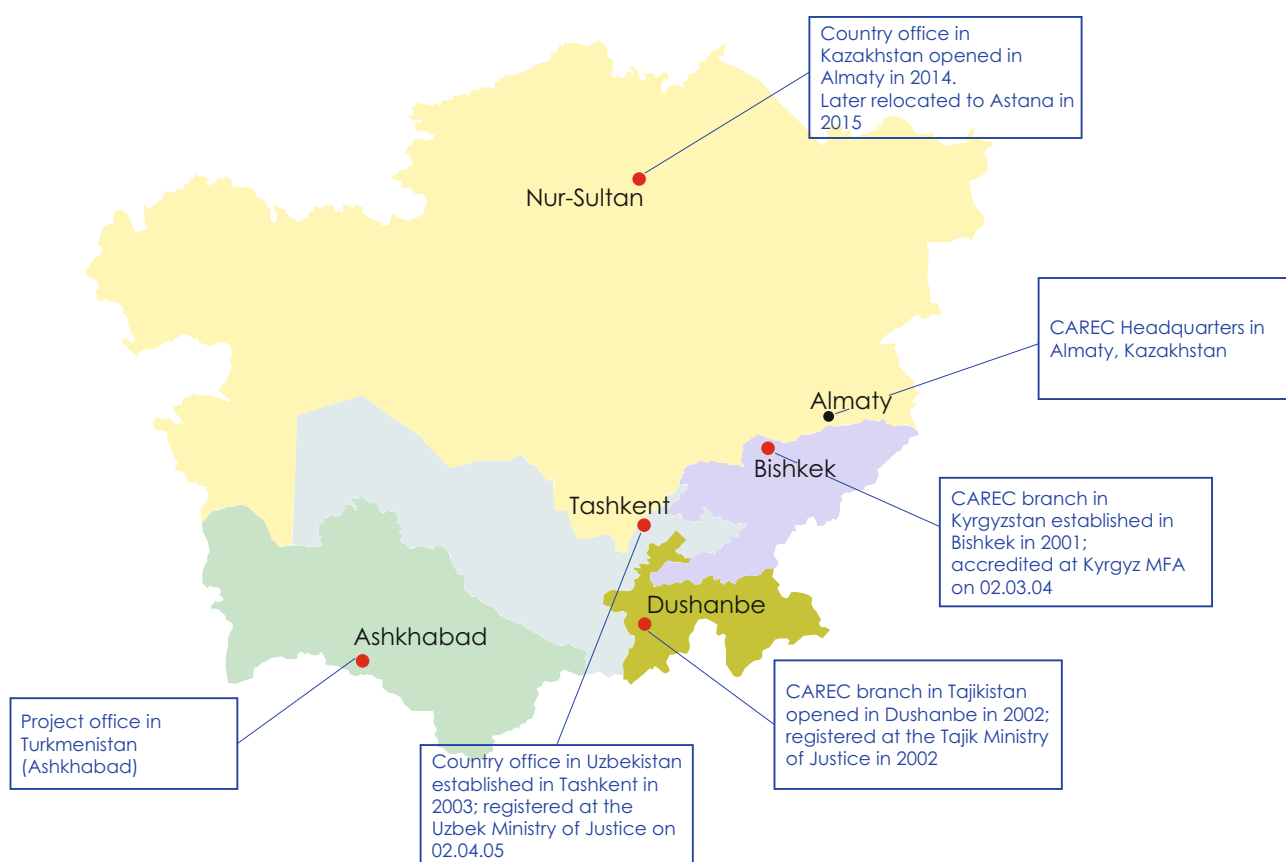 Country office in
Kazakhstan opened in
Almaty in 2014.
Later relocated to Astana in
2015
Nur-Sultan
CAREC Headquarters in
Almaty, Kazakhstan
Almaty
Bishkek
CAREC branch in
Kyrgyzstan established in
Bishkek in 2001;
accredited at Kyrgyz MFA
on 02.03.04
Tashkent
Dushanbe
Ashkhabad
CAREC branch in Tajikistan
opened in Dushanbe in 2002;
registered at the Tajik Ministry
of Justice in 2002
Project office in
Turkmenistan
(Ashkhabad)
Country office in Uzbekistan
established in Tashkent in
2003; registered at the
Uzbek Ministry of Justice on
02.04.05